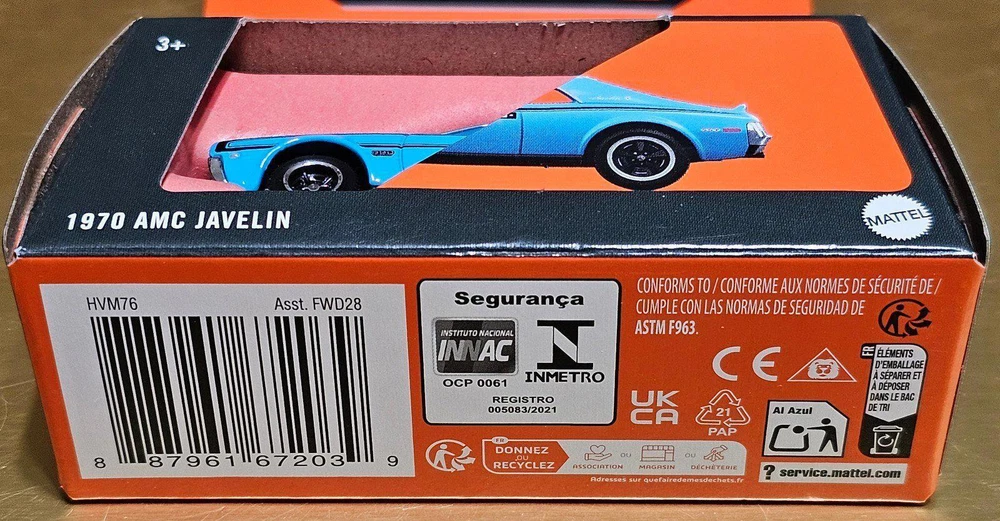 3+
1970 AMC JAVELIN
MATTEL
HVM76 Asst. FWD28
8 87961 67203 9
Segurança
INSTITUTO NACIONAL
INNAC
OCP 0061
INMETRO
REGISTRO
005083/2021
CONFORMS TO / CONFORME AUX NORMES DE SÉCURITÉ DE /
CUMPLE CON LAS NORMAS DE SEGURIDAD DE
ASTM F963.
CE
UK
CA
21
PAP
Al Azul
FR
ÉLÉMENTS
D'EMBALLAGE
À SÉPARER ET
À DÉPOSER
DANS LE BAC
DE TRI
FR
DONNEZ
OU
RECYCLEZ
ASSOCIATION OU MAGASIN OU DÉCHÈTERIE
Adresses sur quefairedemesdechets.fr
? service.mattel.com